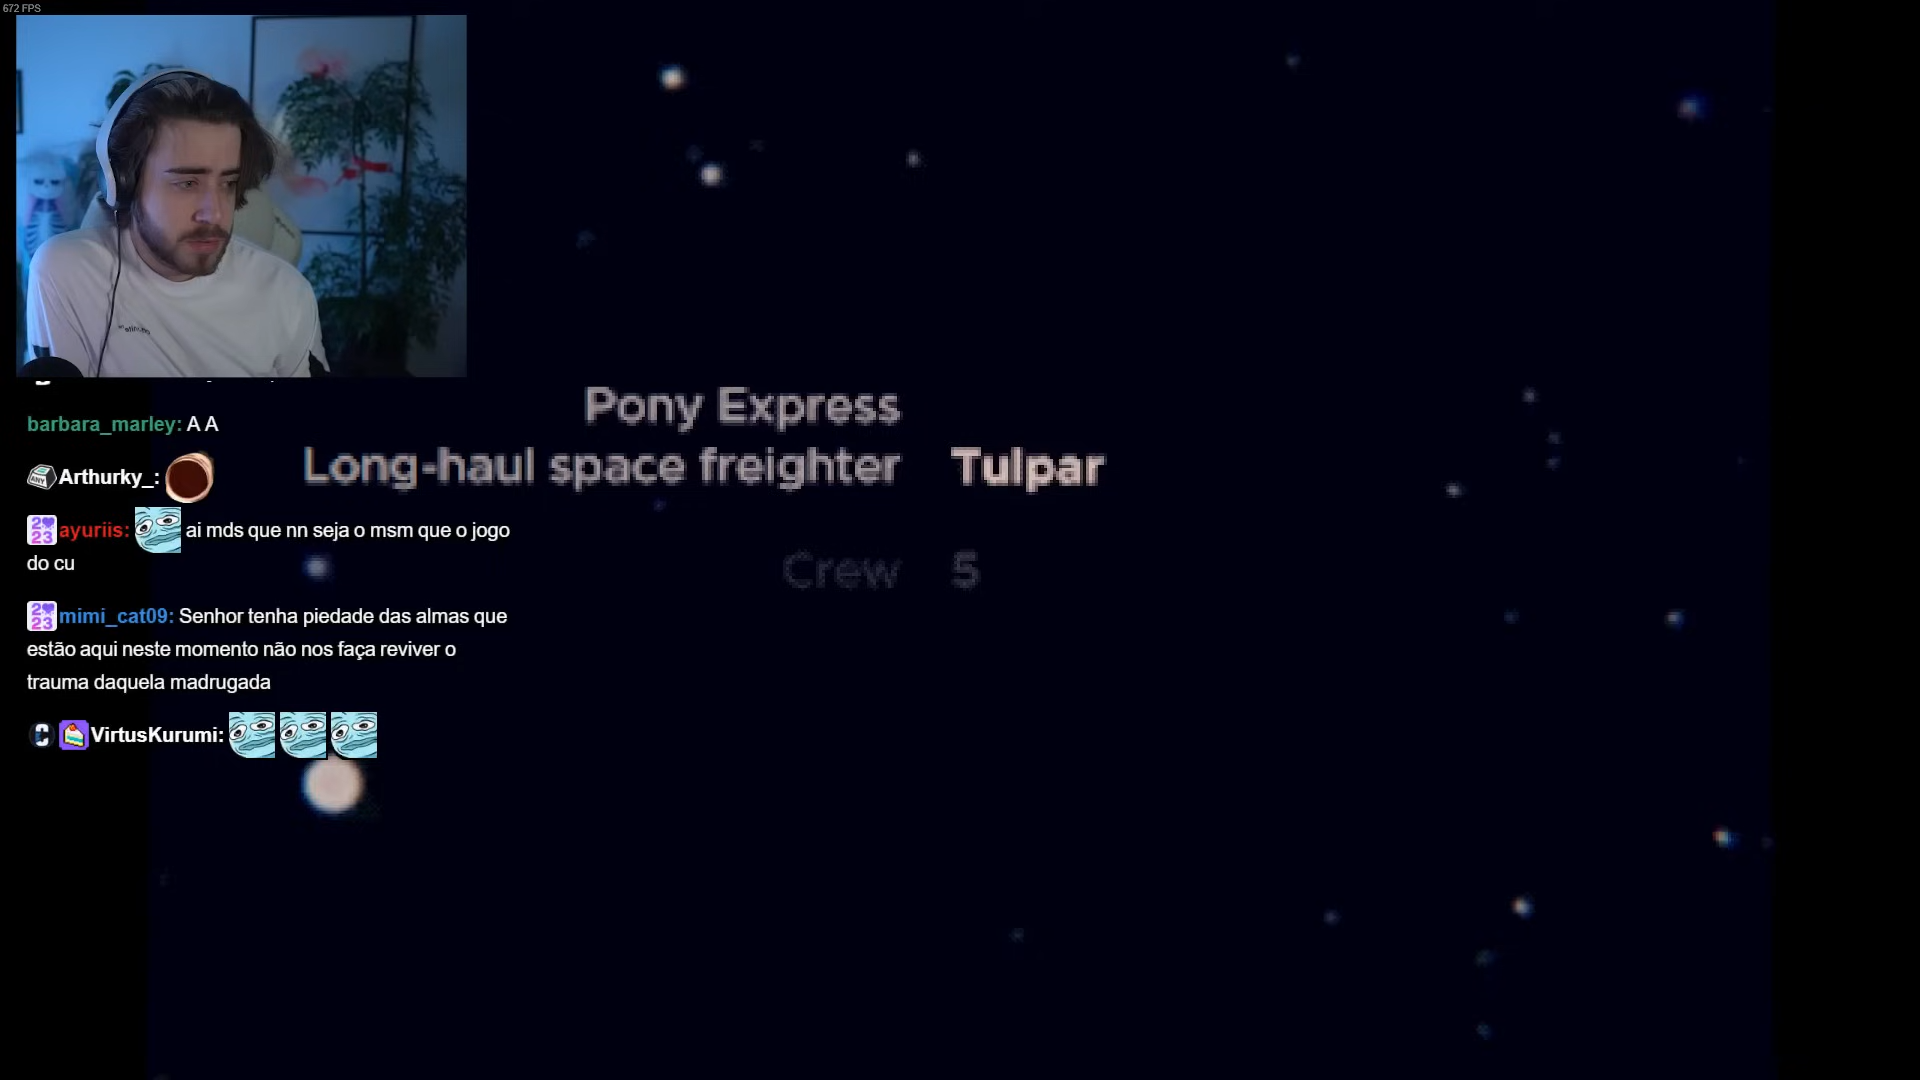 672 FPS
Pony Express
Long-haul space freighter Tulpar
Crew 5
barbara_marley: A A
Arthurky_:
ayuriis: ai mds que nn seja o msm que o jogo
do cu
mimi_cat09: Senhor tenha piedade das almas que
estão aqui neste momento não nos faça reviver o
trauma daquela madrugada
VirtusKurumi: